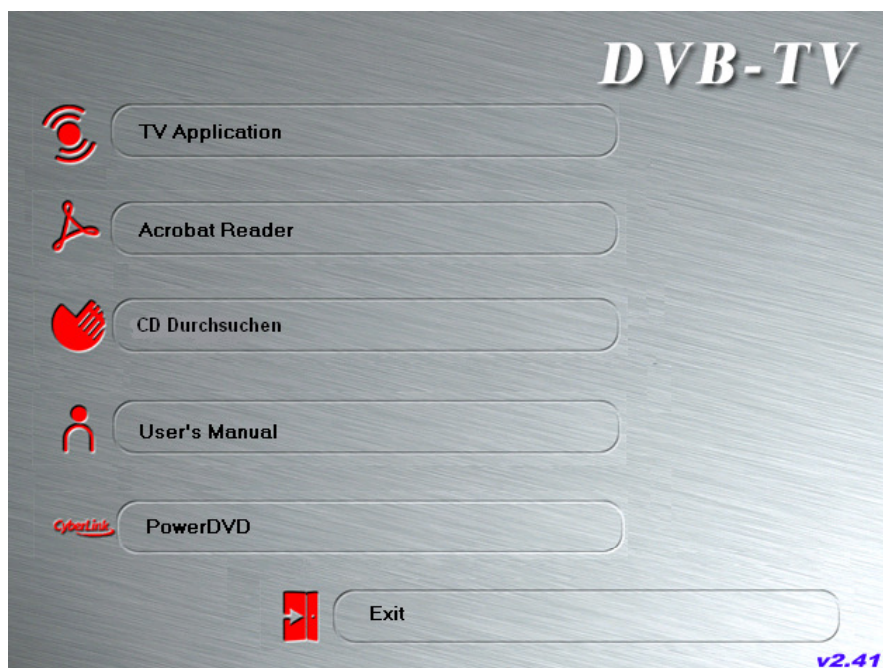 DVB-TV
TV Application
Acrobat Reader
CD Durchsuchen
User's Manual
CyberLink
PowerDVD
Exit
v2.41